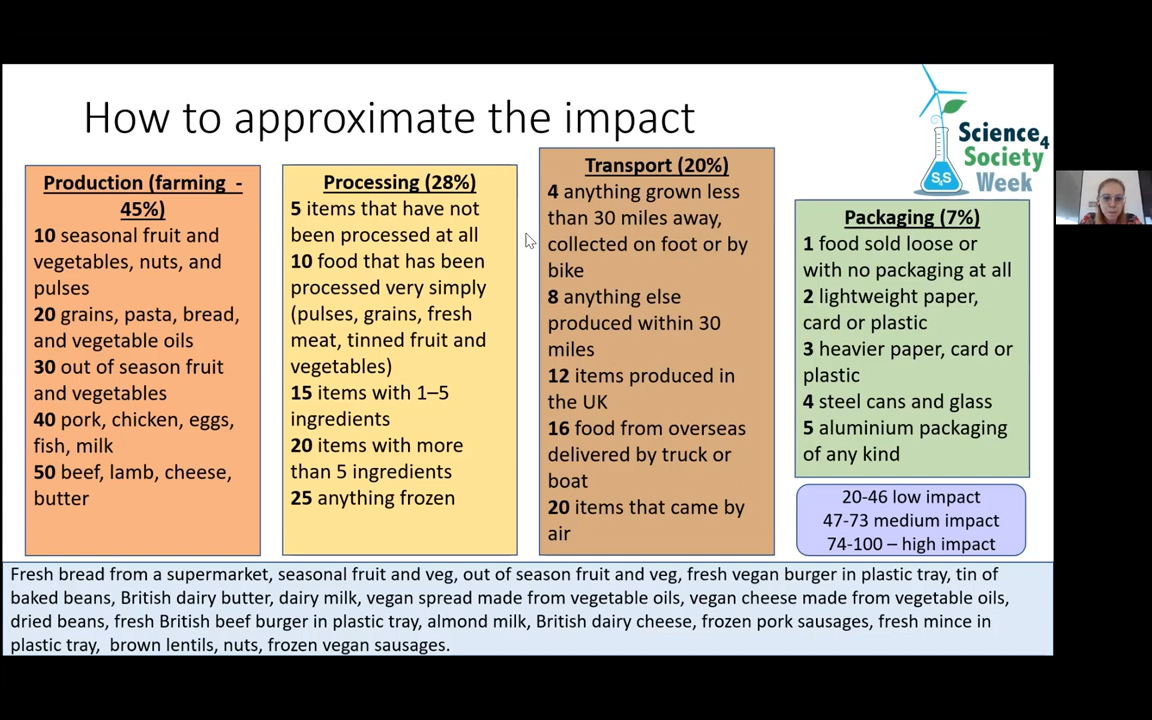 How to approximate the impact
Science4
Society
Week
S4S
Production (farming -
45%)
10 seasonal fruit and
vegetables, nuts, and
pulses
20 grains, pasta, bread,
and vegetable oils
30 out of season fruit
and vegetables
40 pork, chicken, eggs,
fish, milk
50 beef, lamb, cheese,
butter
Processing (28%)
5 items that have not
been processed at all
10 food that has been
processed very simply
(pulses, grains, fresh
meat, tinned fruit and
vegetables)
15 items with 1–5
ingredients
20 items with more
than 5 ingredients
25 anything frozen
Transport (20%)
4 anything grown less
than 30 miles away,
collected on foot or by
bike
8 anything else
produced within 30
miles
12 items produced in
the UK
16 food from overseas
delivered by truck or
boat
20 items that came by
air
Packaging (7%)
1 food sold loose or
with no packaging at all
2 lightweight paper,
card or plastic
3 heavier paper, card or
plastic
4 steel cans and glass
5 aluminium packaging
of any kind
20-46 low impact
47-73 medium impact
74-100 – high impact
Fresh bread from a supermarket, seasonal fruit and veg, out of season fruit and veg, fresh vegan burger in plastic tray, tin of
baked beans, British dairy butter, dairy milk, vegan spread made from vegetable oils, vegan cheese made from vegetable oils,
dried beans, fresh British beef burger in plastic tray, almond milk, British dairy cheese, frozen pork sausages, fresh mince in
plastic tray,  brown lentils, nuts, frozen vegan sausages.